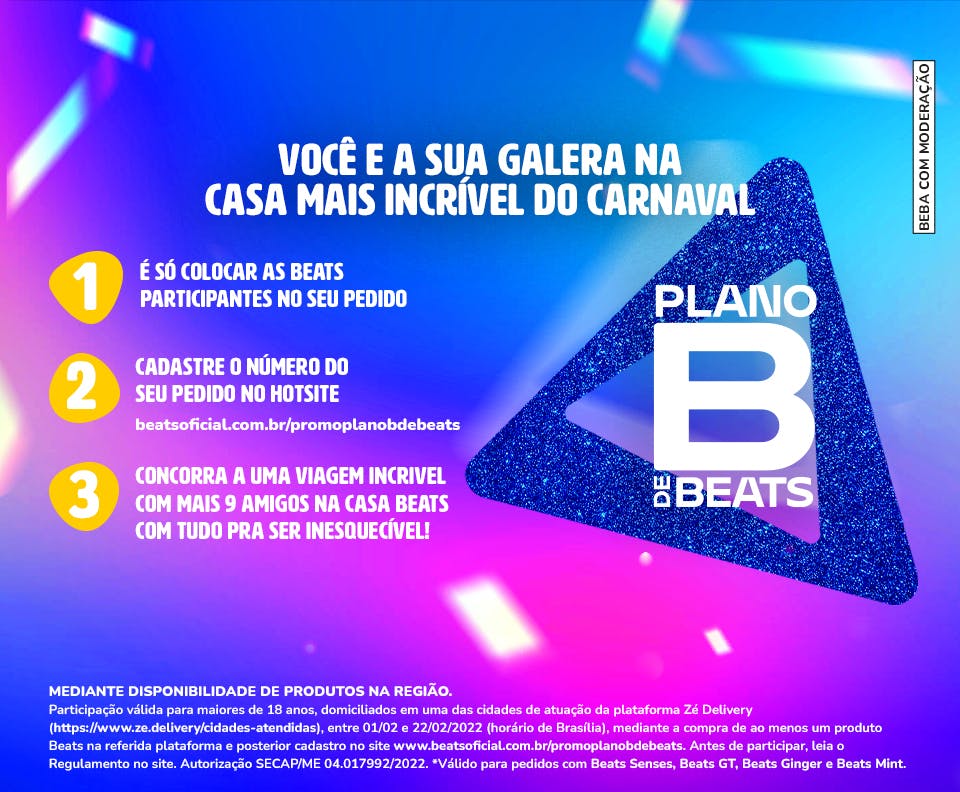 BEBA COM MODERAÇÃO
VOCÊ E A SUA GALERA NA
CASA MAIS INCRÍVEL DO CARNAVAL
1
É SÓ COLOCAR AS BEATS
PARTICIPANTES NO SEU PEDIDO
2
CADASTRE O NÚMERO DO
SEU PEDIDO NO HOTSITE
beatsoficial.com.br/promoplanobdebeats
3
CONCORRA A UMA VIAGEM INCRIVEL
COM MAIS 9 AMIGOS NA CASA BEATS
COM TUDO PRA SER INESQUECÍVEL!
PLANO
B
DE BEATS
MEDIANTE DISPONIBILIDADE DE PRODUTOS NA REGIÃO.
Participação válida para maiores de 18 anos, domiciliados em uma das cidades de atuação da plataforma Zé Delivery
(https://www.ze.delivery/cidades-atendidas), entre 01/02 e 22/02/2022 (horário de Brasília), mediante a compra de ao menos um produto
Beats na referida plataforma e posterior cadastro no site www.beatsoficial.com.br/promoplanobdebeats. Antes de participar, leia o
Regulamento no site. Autorização SECAP/ME 04.017992/2022. *Válido para pedidos com Beats Senses, Beats GT, Beats Ginger e Beats Mint.